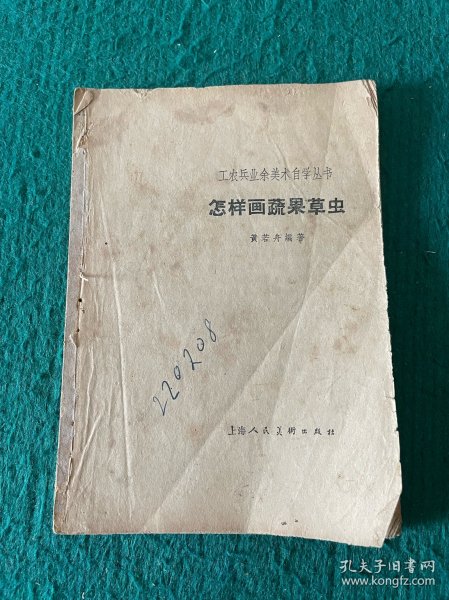 工农兵业余美术自学丛书
怎样画蔬果草虫
黄若舟编著
220208
上海人民美術出版社
孔夫子旧书网
www.kongfz.com